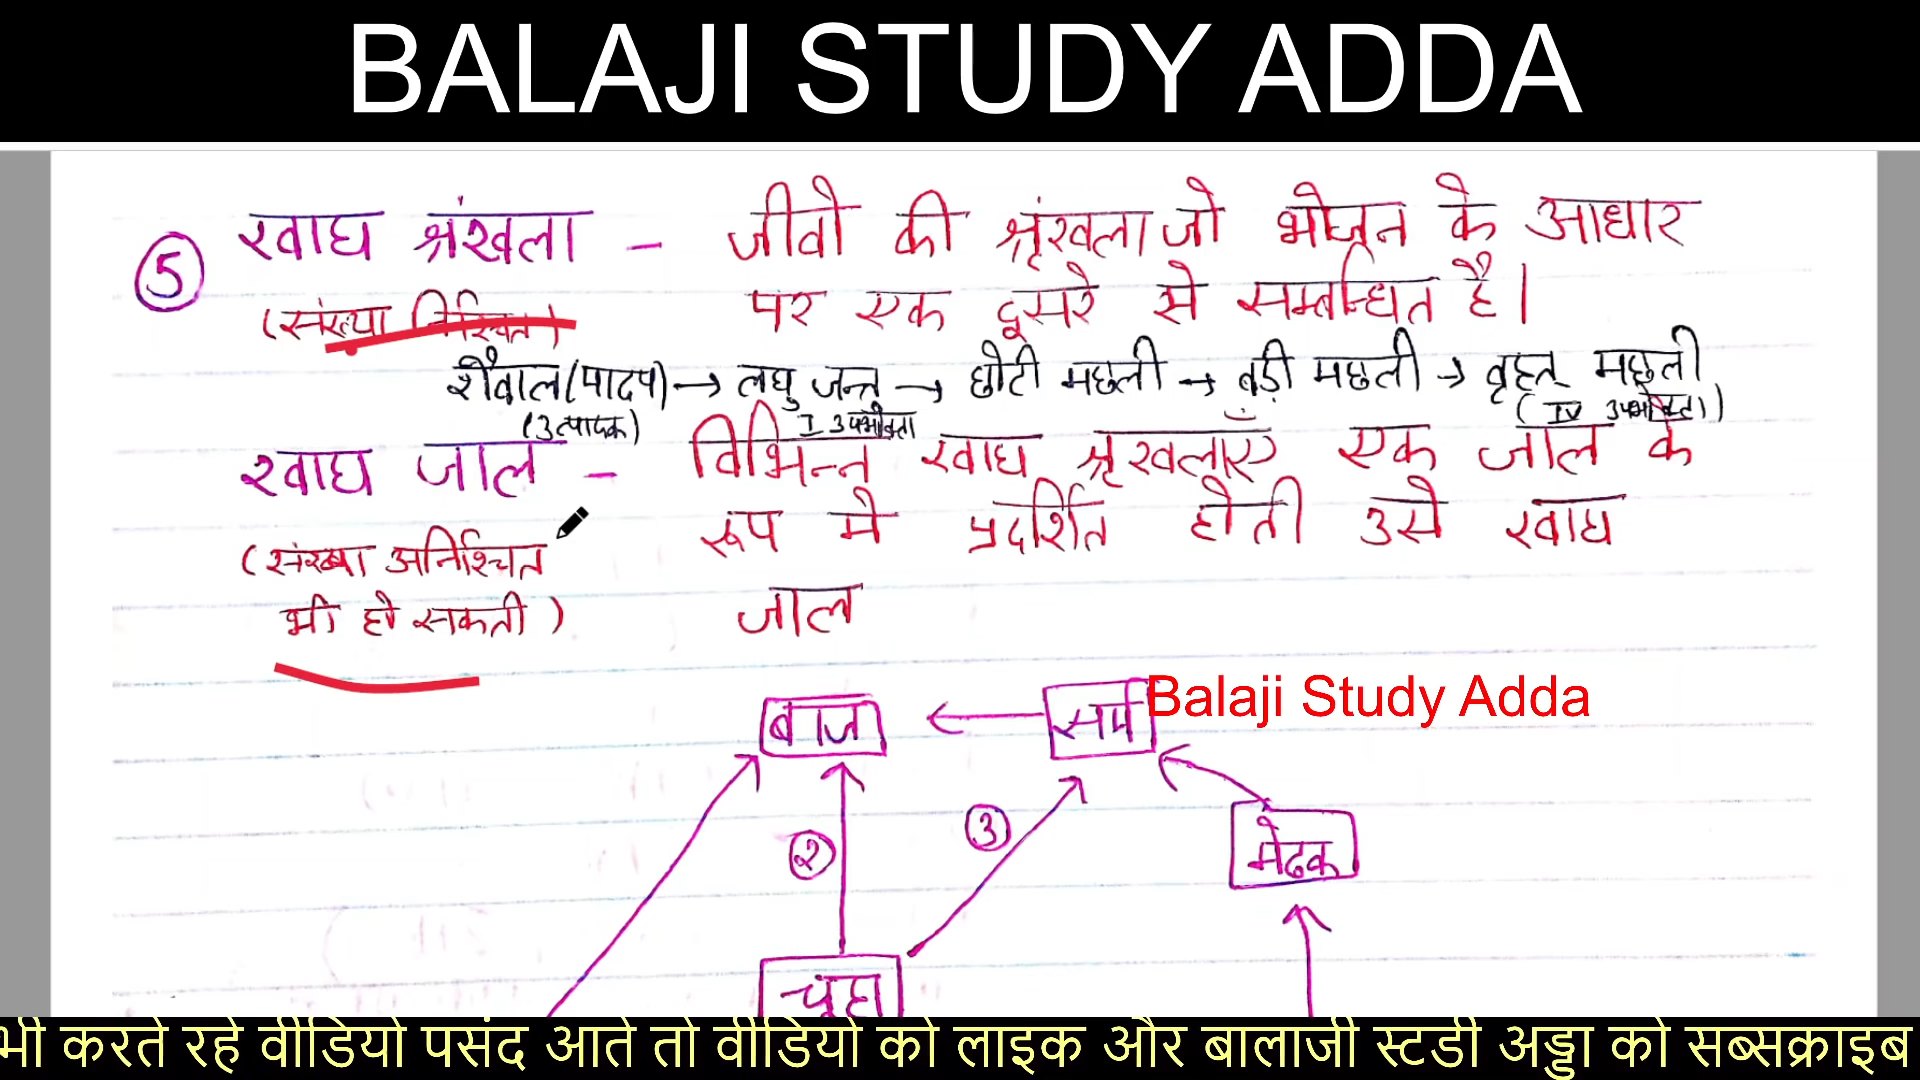 BALAJI STUDY ADDA
⑤ खाद्य श्रंखला - जीवो की श्रृंखला जो भोजन के आधार
(संख्या निश्चित) पर एक दूसरे से सम्बन्धित है।
शैवाल (पादप) → लघु जन्तु → छोटी मछली → बड़ी मछली → वृहत् मछली
(उत्पादक) I उपभोक्ता (IV उपभोक्ता)
खाद्य जाल - विभिन्न खाद्य श्रृंखलाएँ एक जाल के
रूप मे प्रदर्शित होती उसे खाद्य
(संख्या अनिश्चित
भी हो सकती) जाल
Balaji Study Adda
बाज ← सर्प
② ③ मेढक
चूहा
भी करते रहे वीडियो पसंद आते तो वीडियो को लाइक और बालाजी स्टडी अड्डा को सब्सक्राइब